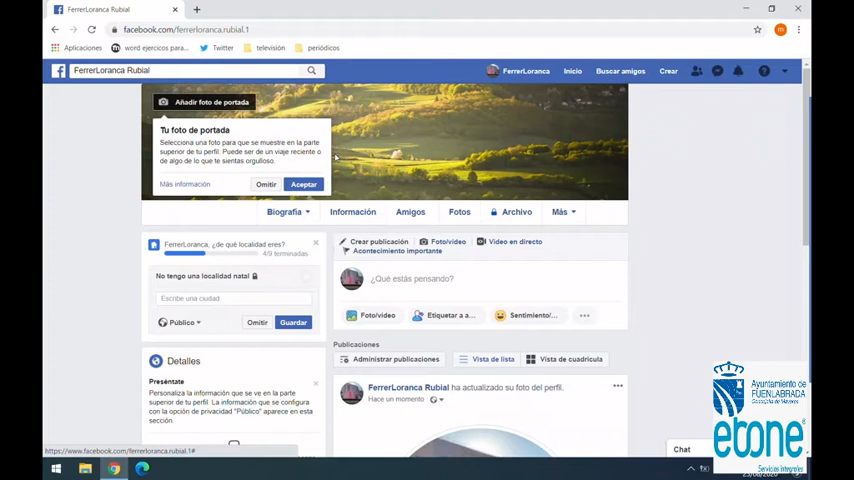 FerrerLoranca Rubial
facebook.com/ferrerloranca.rubial.1
Aplicaciones
word ejercicios para...
Twitter
televisión
periódicos
FerrerLoranca Rubial
FerrerLoranca
Inicio
Buscar amigos
Crear
Añadir foto de portada
Tu foto de portada
Selecciona una foto para que se muestre en la parte
superior de tu perfil. Puede ser de un viaje reciente o
de algo de lo que te sientas orgulloso.
Más información
Omitir
Aceptar
Biografía
Información
Amigos
Fotos
Archivo
Más
FerrerLoranca, ¿de qué localidad eres?
4/9 terminadas
No tengo una localidad natal
Escribe una ciudad
Público
Omitir
Guardar
Detalles
Preséntate
Personaliza la información que se ve en la parte
superior de tu perfil. La información que se configura
con la opción de privacidad "Público" aparece en esta
sección.
Crear publicación
Foto/vídeo
Vídeo en directo
Acontecimiento importante
¿Qué estás pensando?
Foto/vídeo
Etiquetar a a...
Sentimiento/...
Publicaciones
Administrar publicaciones
Vista de lista
Vista de cuadrícula
FerrerLoranca Rubial ha actualizado su foto del perfil.
Hace un momento
Chat
https://www.facebook.com/ferrerloranca.rubial.1#
Ayuntamiento de
FUENLABRADA
Concejalía de Mayores
ebone
Servicios integrales